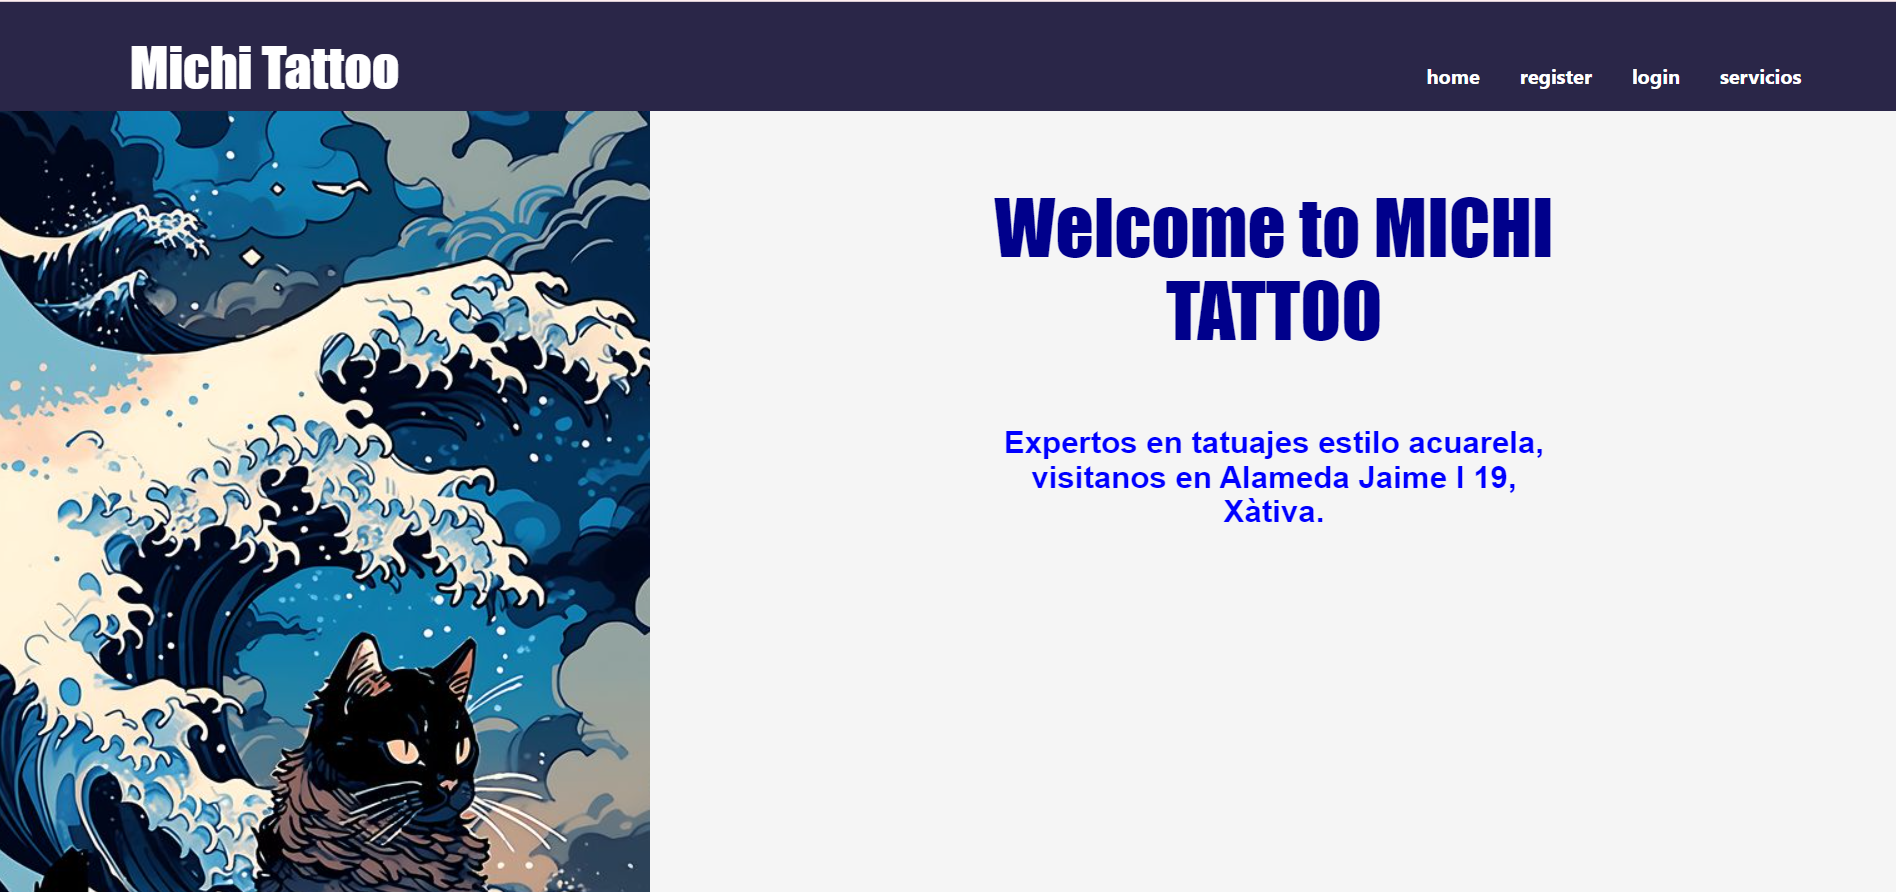 Michi Tattoo
home register login servicios
Welcome to MICHI
TATTOO
Expertos en tatuajes estilo acuarela,
visitanos en Alameda Jaime I 19,
Xàtiva.